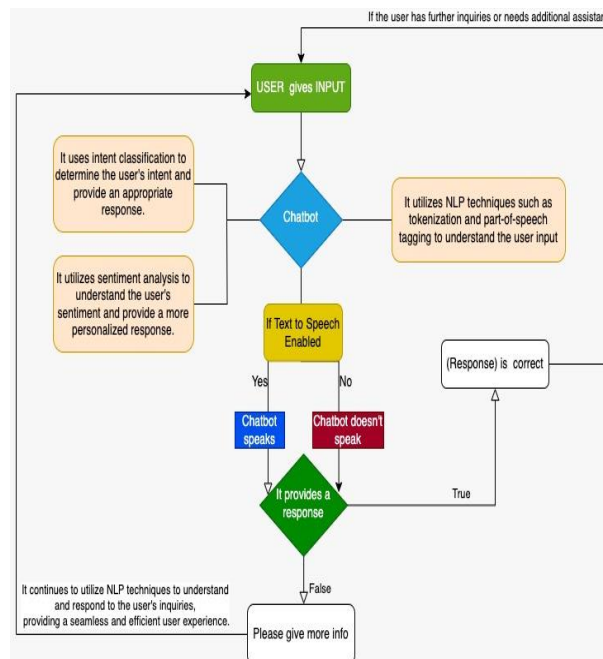 If the user has further inquiries or needs additional
USER gives INPUT
It uses intent classification to
determine the user's intent and
provide an appropriate
response.
Chatbot
It utilizes NLP techniques such as
tokenization and part-of-speech
tagging to understand the user input
It utilizes sentiment analysis to
understand the user's
sentiment and provide a more
personalized response.
If Text to Speech
Enabled
Yes
No
(Response) is correct
Chatbot
speaks
Chatbot doesn't
speak
It provides a
response
True
False
It continues to utilize NLP techniques to understand
and respond to the user's inquiries,
providing a seamless and efficient user experience.
Please give more info